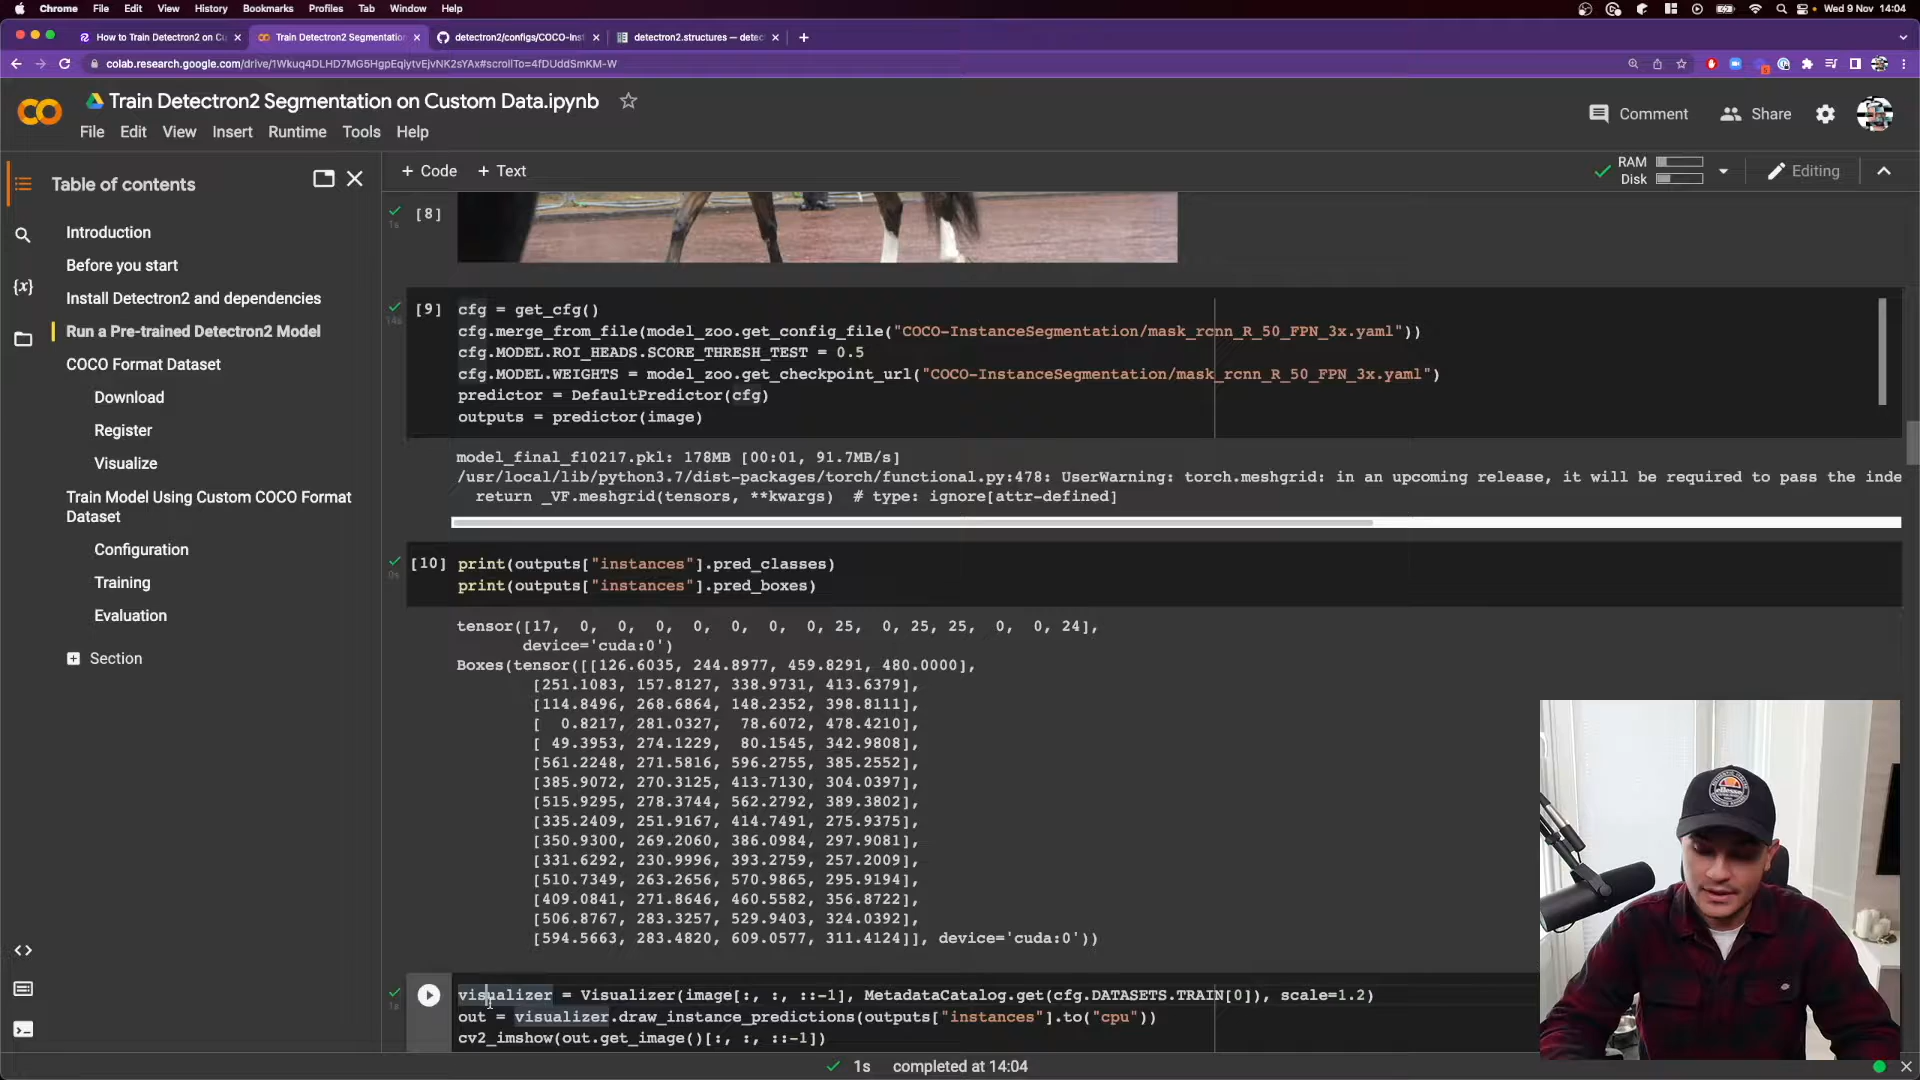 Chrome File Edit View History Bookmarks Profiles Tab Window Help
Wed 9 Nov 14:04
How to Train Detectron2 on Cu
Train Detectron2 Segmentation
detectron2/configs/COCO-Inst
detectron2.structures — detec
colab.research.google.com/drive/1Wkuq4DLHD7MG5HgpEqiytvEjvNK2sYAx#scrollTo=4fDUddSmKM-W
Train Detectron2 Segmentation on Custom Data.ipynb
Comment
Share
File Edit View Insert Runtime Tools Help
+ Code + Text
RAM
Disk
Editing
Table of contents
Introduction
Before you start
Install Detectron2 and dependencies
Run a Pre-trained Detectron2 Model
COCO Format Dataset
Download
Register
Visualize
Train Model Using Custom COCO Format
Dataset
Configuration
Training
Evaluation
Section
{x}
[8]
1s
[9]
14s
cfg = get_cfg()
cfg.merge_from_file(model_zoo.get_config_file("COCO-InstanceSegmentation/mask_rcnn_R_50_FPN_3x.yaml"))
cfg.MODEL.ROI_HEADS.SCORE_THRESH_TEST = 0.5
cfg.MODEL.WEIGHTS = model_zoo.get_checkpoint_url("COCO-InstanceSegmentation/mask_rcnn_R_50_FPN_3x.yaml")
predictor = DefaultPredictor(cfg)
outputs = predictor(image)
model_final_f10217.pkl: 178MB [00:01, 91.7MB/s]
/usr/local/lib/python3.7/dist-packages/torch/functional.py:478: UserWarning: torch.meshgrid: in an upcoming release, it will be required to pass the inde
return _VF.meshgrid(tensors, **kwargs) # type: ignore[attr-defined]
[10]
0s
print(outputs["instances"].pred_classes)
print(outputs["instances"].pred_boxes)
tensor([17, 0, 0, 0, 0, 0, 0, 25, 0, 25, 25, 0, 0, 24],
device='cuda:0')
Boxes(tensor([[126.6035, 244.8977, 459.8291, 480.0000],
[251.1083, 157.8127, 338.9731, 413.6379],
[114.8496, 268.6864, 148.2352, 398.8111],
[ 0.8217, 281.0327, 78.6072, 478.4210],
[ 49.3953, 274.1229, 80.1545, 342.9808],
[561.2248, 271.5816, 596.2755, 385.2552],
[385.9072, 270.3125, 413.7130, 304.0397],
[515.9295, 278.3744, 562.2792, 389.3802],
[335.2409, 251.9167, 414.7491, 275.9375],
[350.9300, 269.2060, 386.0984, 297.9081],
[331.6292, 230.9996, 393.2759, 257.2009],
[510.7349, 263.2656, 570.9865, 295.9194],
[409.0841, 271.8646, 460.5582, 356.8722],
[506.8767, 283.3257, 529.9403, 324.0392],
[594.5663, 283.4820, 609.0577, 311.4124]], device='cuda:0'))
1s
visualizer = Visualizer(image[:, :, ::-1], MetadataCatalog.get(cfg.DATASETS.TRAIN[0]), scale=1.2)
out = visualizer.draw_instance_predictions(outputs["instances"].to("cpu"))
cv2_imshow(out.get_image()[:, :, ::-1])
1s completed at 14:04